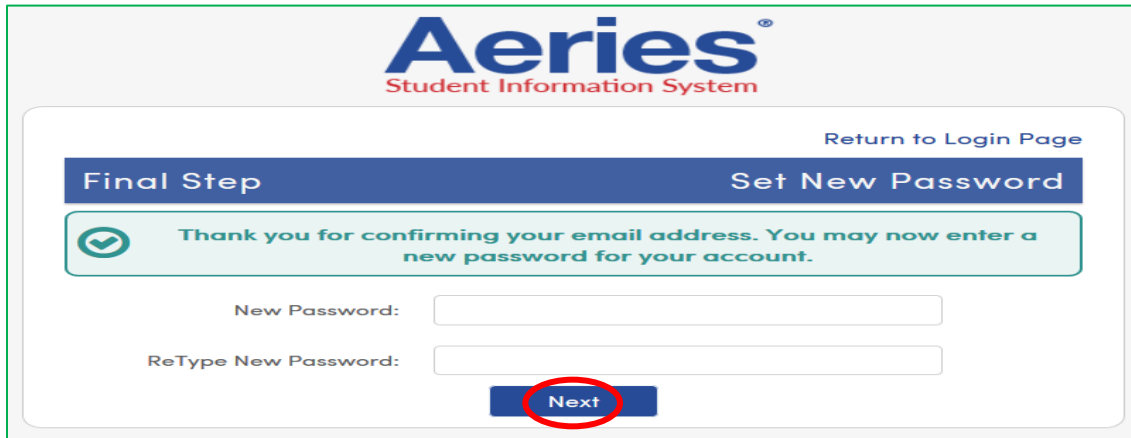 Aeries®
Student Information System
Return to Login Page
Final Step Set New Password
Thank you for confirming your email address. You may now enter a
new password for your account.
New Password:
ReType New Password:
Next